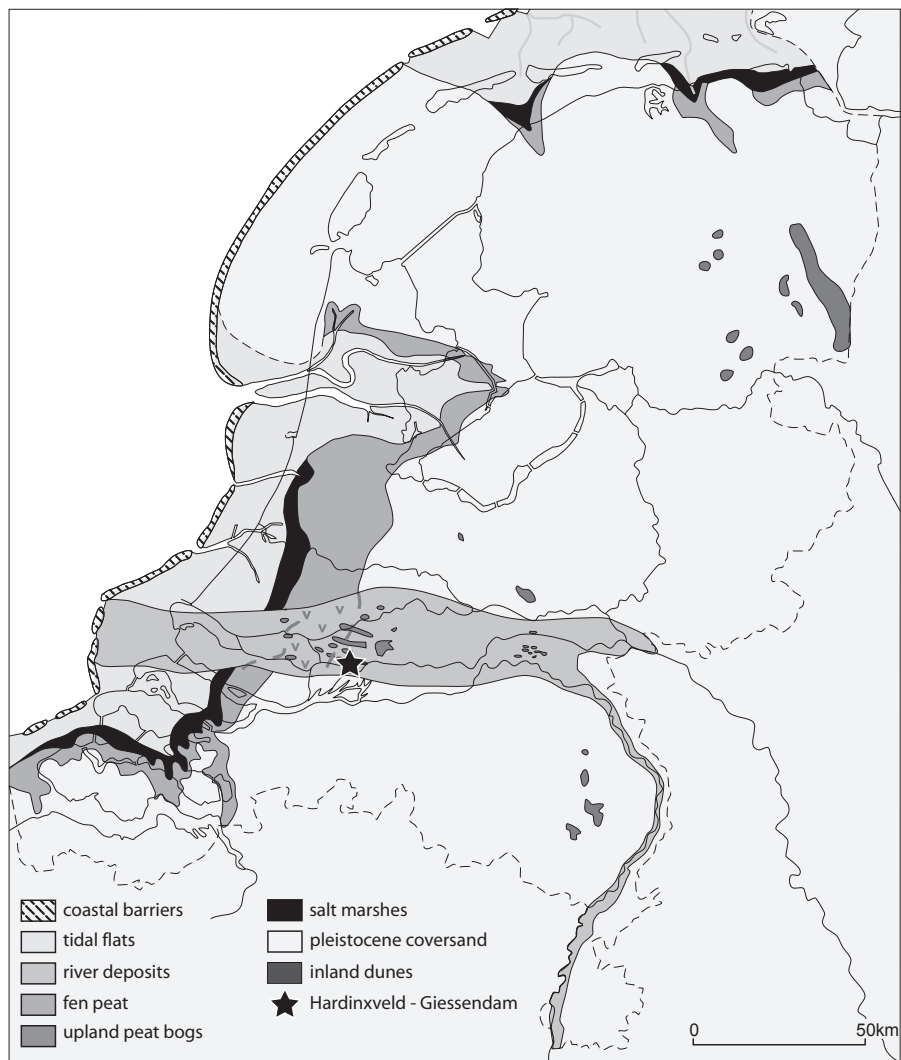 coastal barriers
tidal flats
river deposits
fen peat
upland peat bogs
salt marshes
pleistocene coversand
inland dunes
Hardinxveld - Giessendam
0 50km